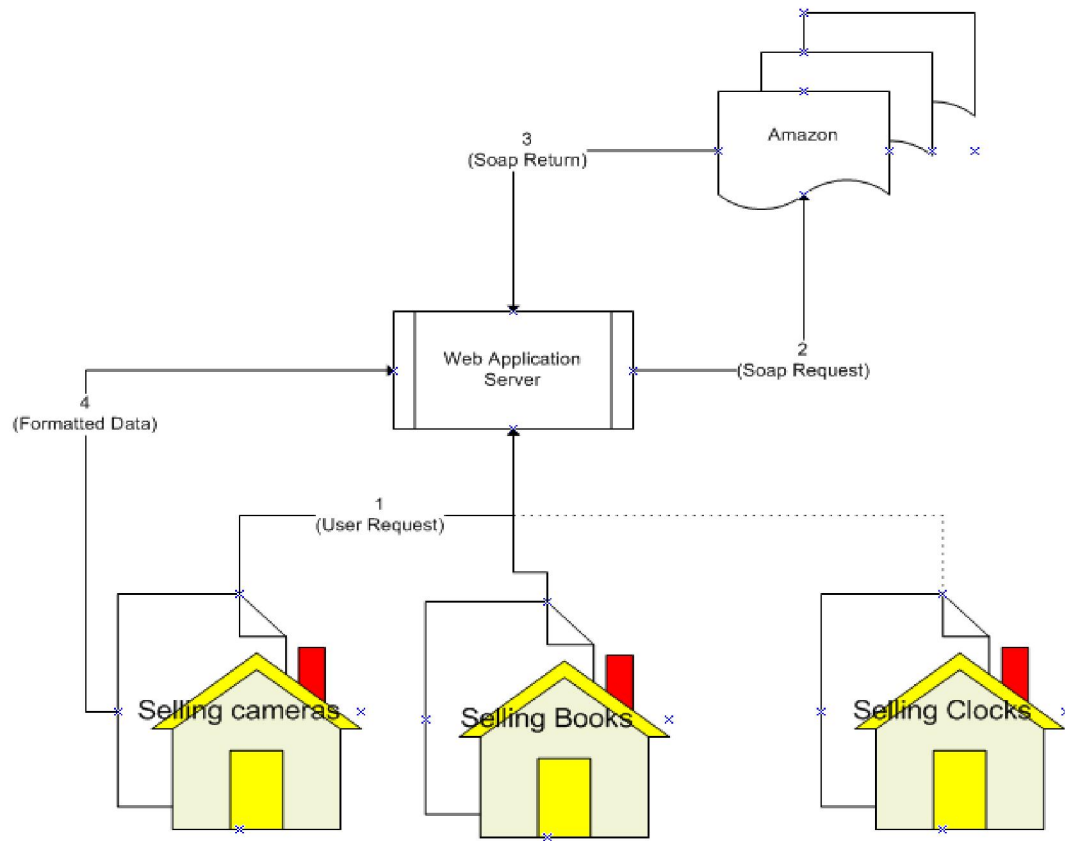 Amazon
3
(Soap Return)
Web Application
Server
2
(Soap Request)
4
(Formatted Data)
1
(User Request)
Selling cameras
Selling Books
Selling Clocks